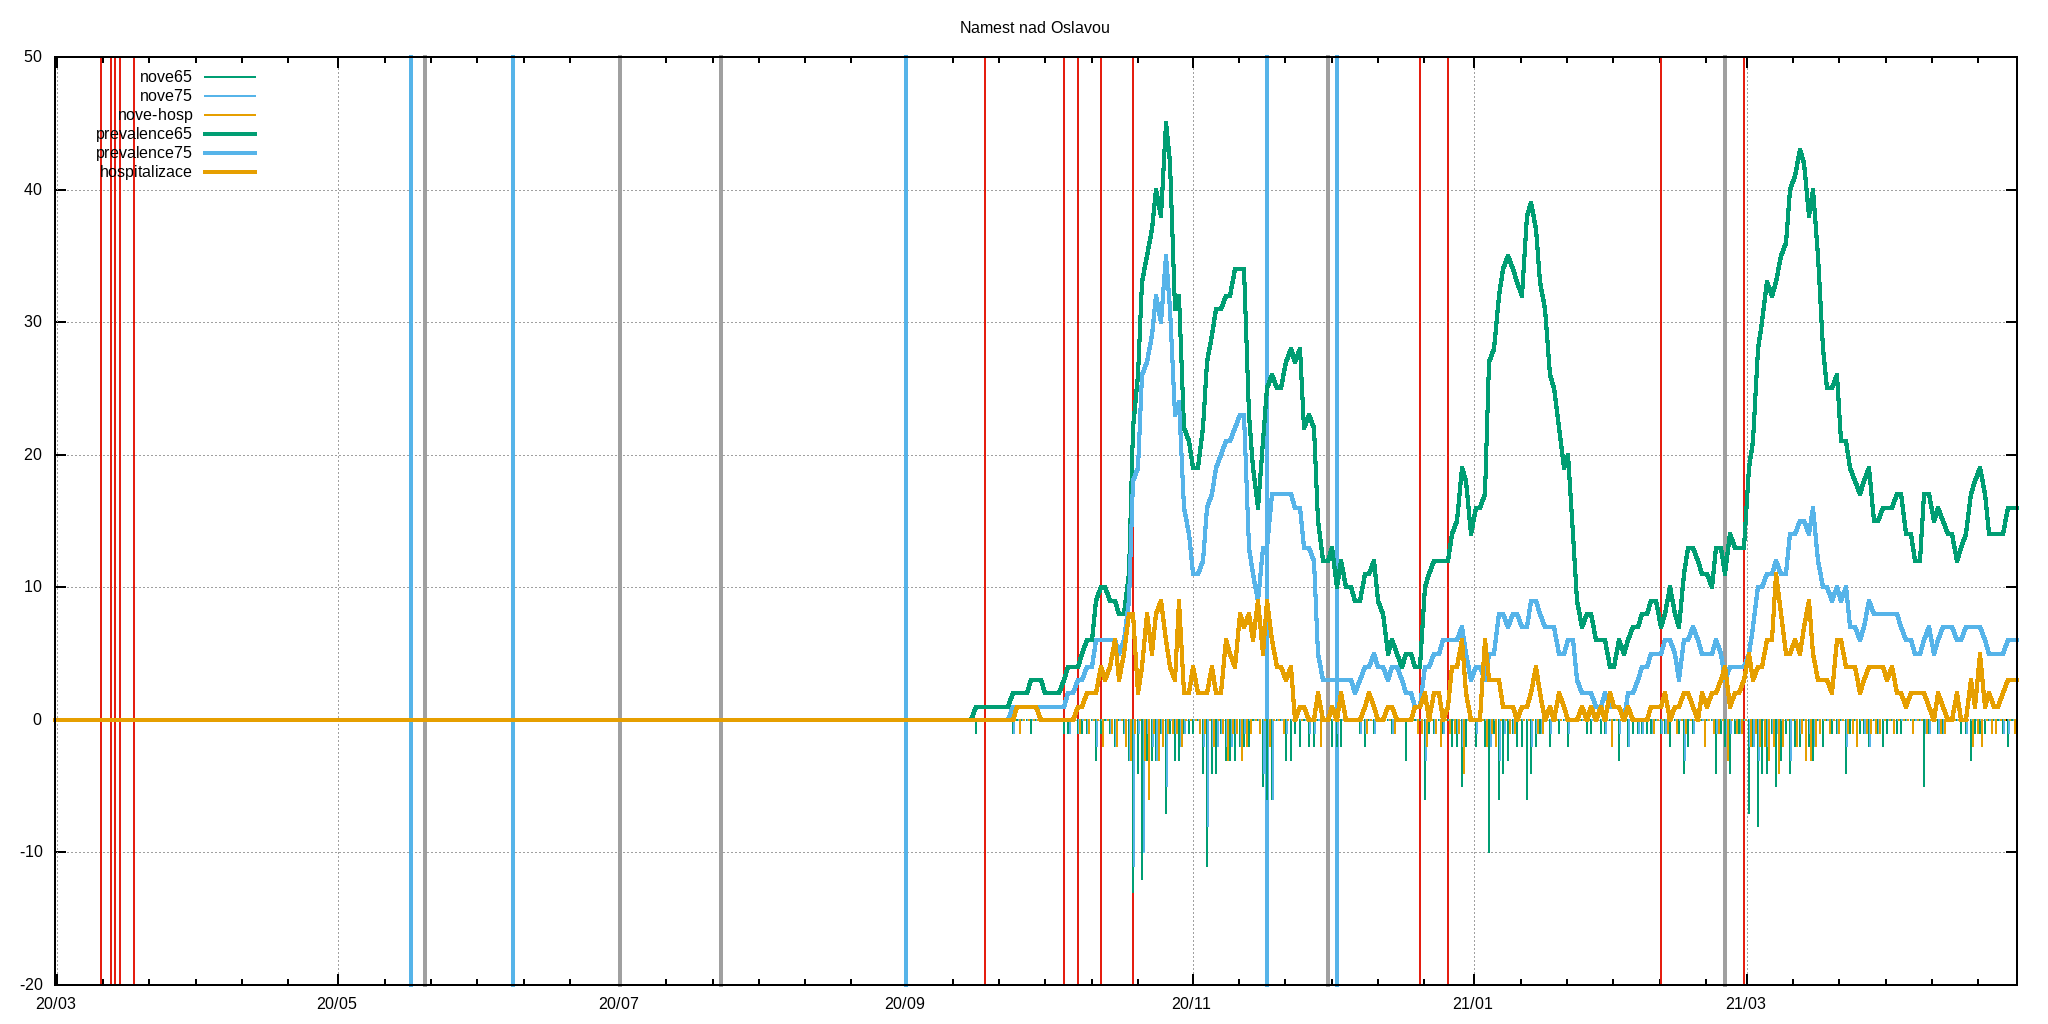 Namest nad Oslavou
50
40
30
20
10
0
-10
-20
nove65
nove75
nove-hosp
prevalence65
prevalence75
hospitalizace
20/03 20/05 20/07 20/09 20/11 21/01 21/03